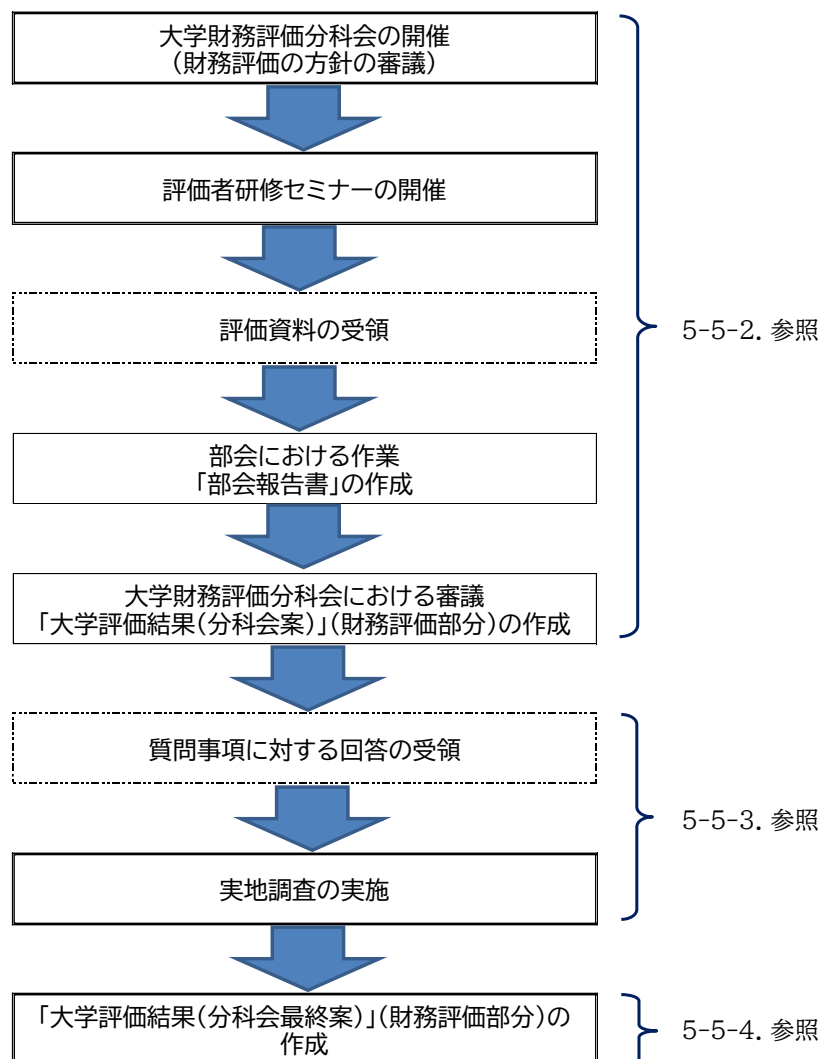 大学財務評価分科会の開催
（財務評価の方針の審議）
評価者研修セミナーの開催
評価資料の受領
5-5-2．参照
部会における作業
「部会報告書」の作成
大学財務評価分科会における審議
「大学評価結果（分科会案）」（財務評価部分）の作成
質問事項に対する回答の受領
5-5-3．参照
実地調査の実施
「大学評価結果（分科会最終案）」（財務評価部分）の
作成
5-5-4．参照